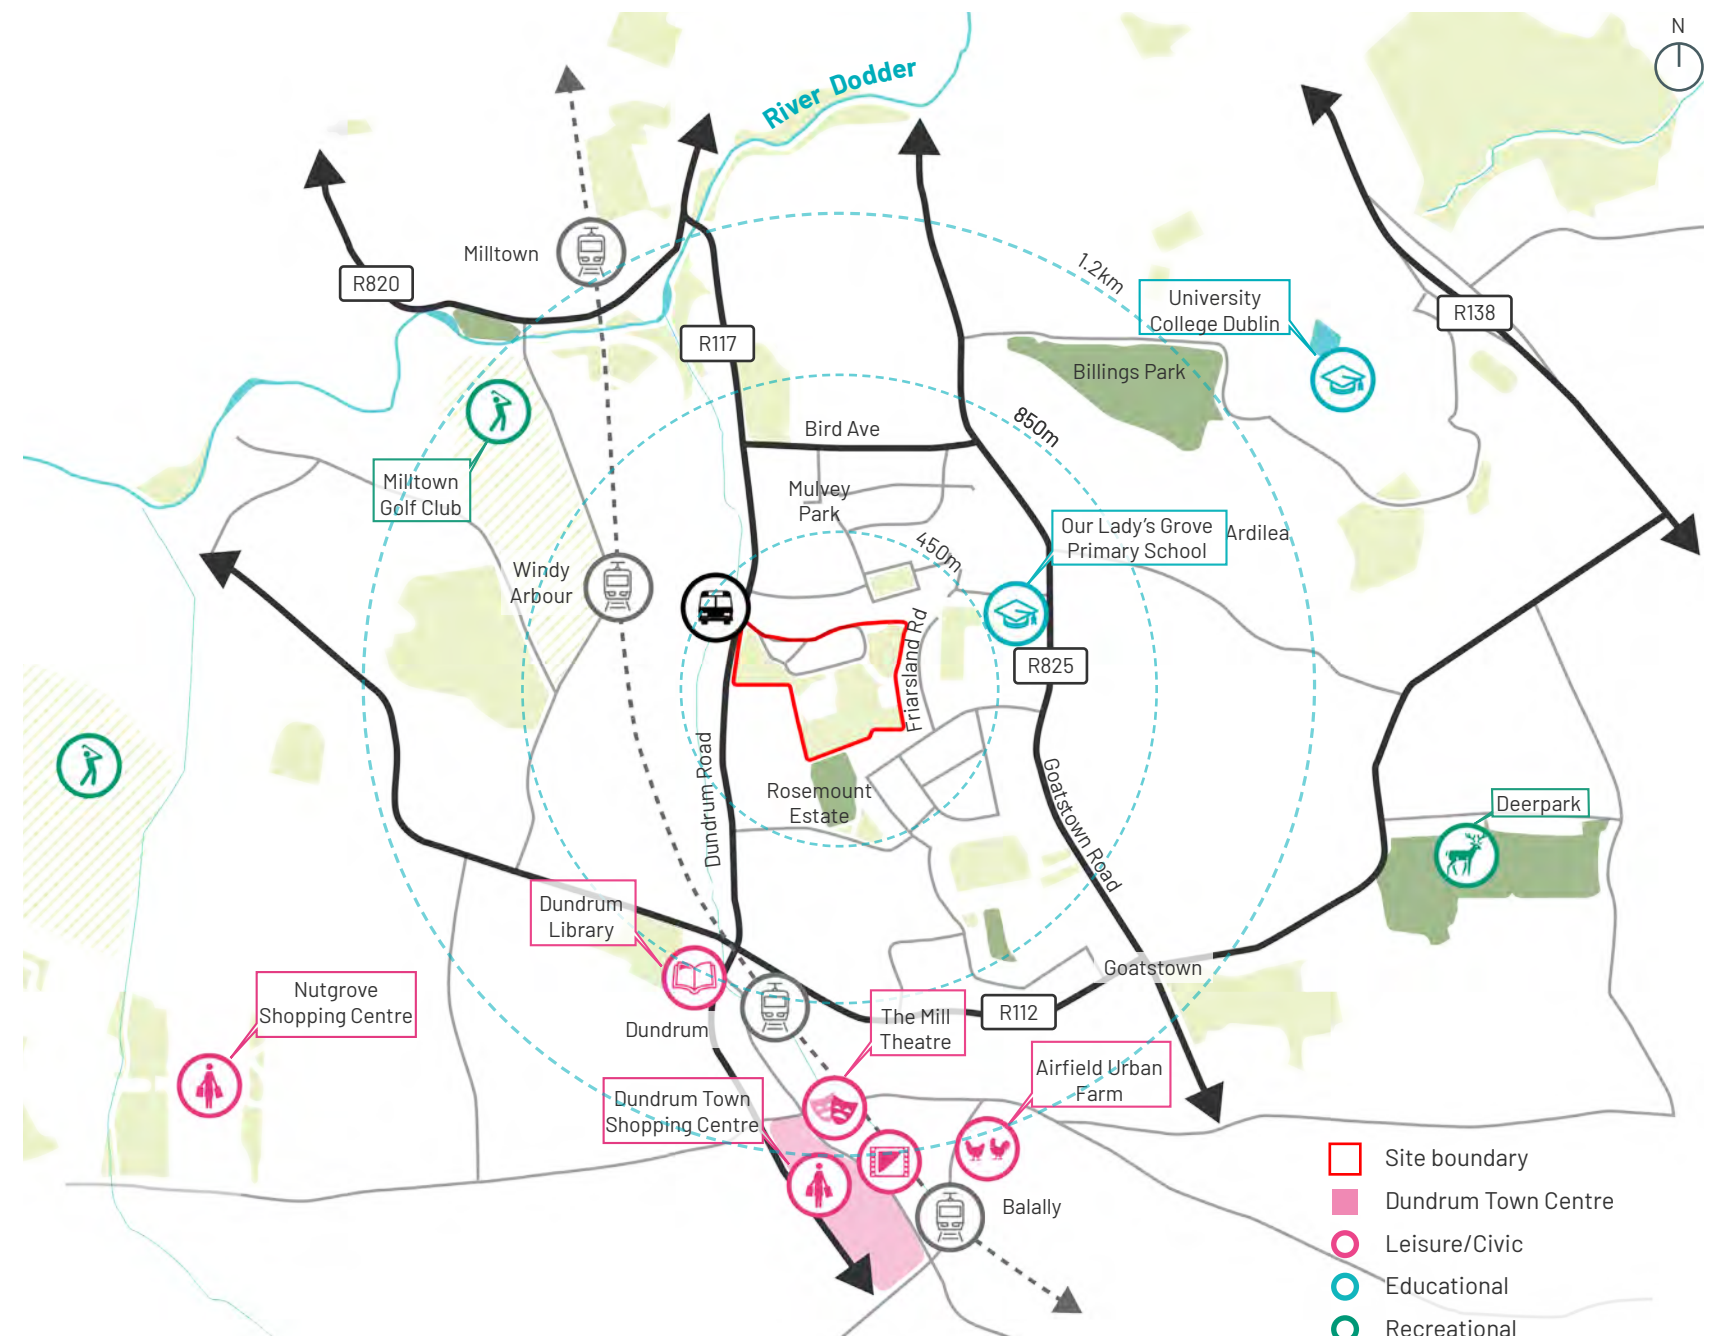 N
River Dodder
Milltown
R820
1.2km
University
College Dublin
R138
R117
Billings Park
850m
Bird Ave
Milltown
Golf Club
Mulvey
Park
Our Lady's Grove
Primary School
Ardilea
450m
Windy
Arbour
Friarsland Rd
R825
Dundrum Road
Rosemount
Estate
Goatstown Road
Deerpark
Dundrum
Library
Goatstown
Nutgrove
Shopping Centre
Dundrum
The Mill
Theatre
R112
Airfield Urban
Farm
Dundrum Town
Shopping Centre
Balally
Site boundary
Dundrum Town Centre
Leisure/Civic
Educational
Recreational